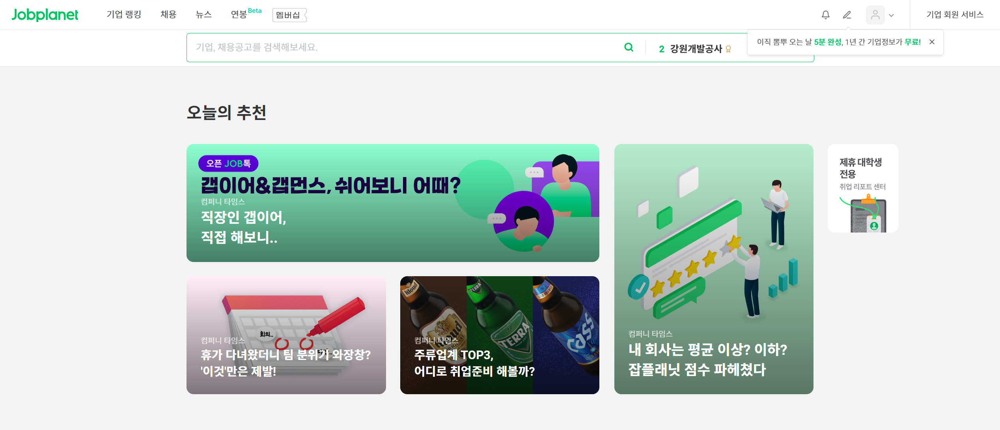 Jobplanet
기업 랭킹
채용
뉴스
연봉 Beta
멤버십
기업 회원 서비스
기업, 채용공고를 검색해보세요.
2 강원개발공사
이직 뽐뿌 오는 날 5분 완성, 1년 간 기업정보가 무료!
오늘의 추천
오픈 JOB톡
갭이어&갭먼스, 쉬어보니 어때?
컴퍼니 타임스
직장인 갭이어,
직접 해보니..
회의..
컴퍼니 타임스
휴가 다녀왔더니 팀 분위기 와장창?
'이것'만은 제발!
kloud
kloud
ORIGINAL
TERRA
TERRA
COLD BREWED
cass
Fresh
COLD BREWED
컴퍼니 타임스
주류업계 TOP3,
어디로 취업준비 해볼까?
컴퍼니 타임스
내 회사는 평균 이상? 이하?
잡플래닛 점수 파헤쳤다
제휴 대학생
전용
취업 리포트 센터